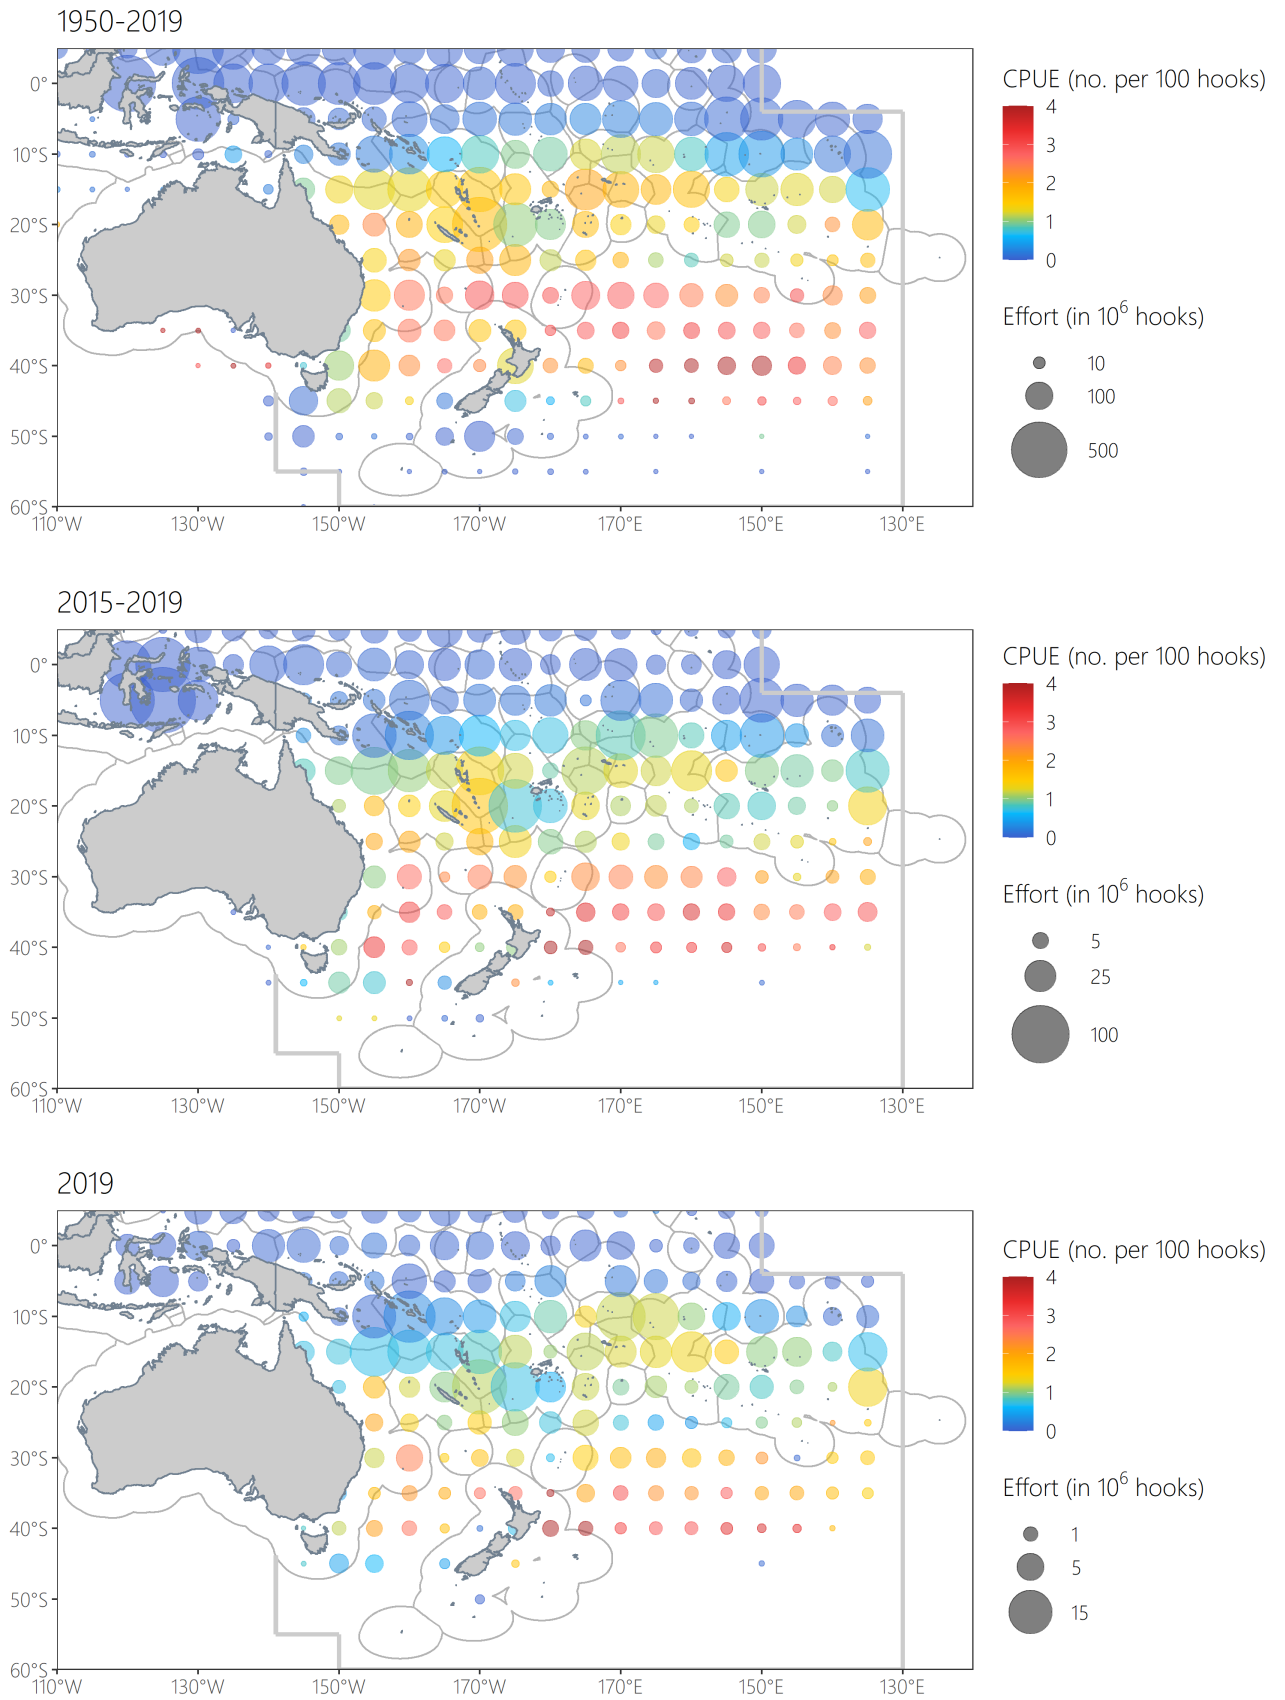 1950-2019
0°
10°S
20°S
30°S
40°S
50°S
60°S
110°W 130°W 150°W 170°W 170°E 150°E 130°E
CPUE (no. per 100 hooks)
4
3
2
1
0
Effort (in 10⁶ hooks)
10
100
500
2015-2019
0°
10°S
20°S
30°S
40°S
50°S
60°S
110°W 130°W 150°W 170°W 170°E 150°E 130°E
CPUE (no. per 100 hooks)
4
3
2
1
0
Effort (in 10⁶ hooks)
5
25
100
2019
0°
10°S
20°S
30°S
40°S
50°S
60°S
110°W 130°W 150°W 170°W 170°E 150°E 130°E
CPUE (no. per 100 hooks)
4
3
2
1
0
Effort (in 10⁶ hooks)
1
5
15